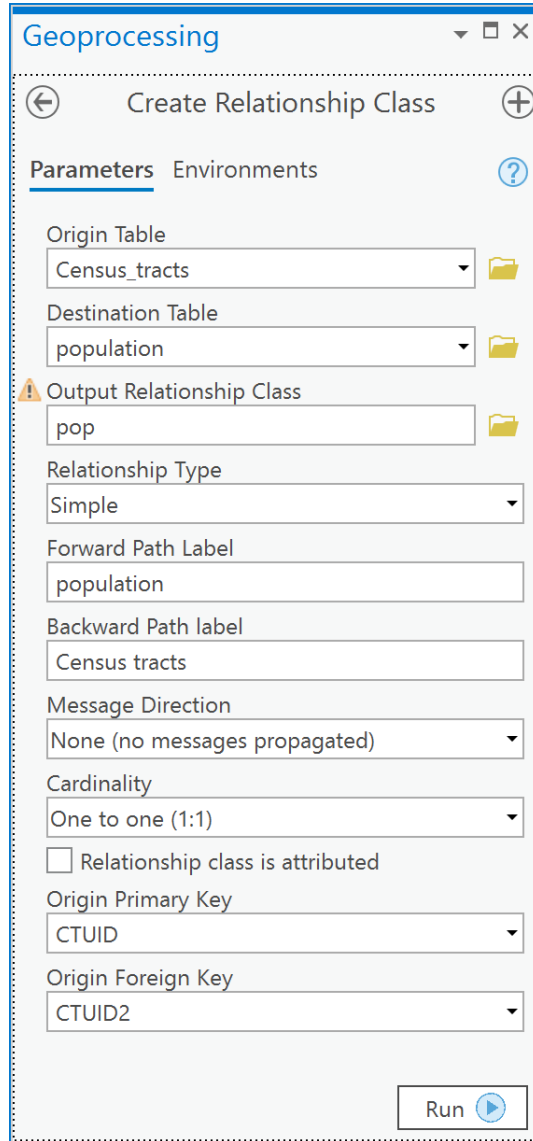 Geoprocessing
Create Relationship Class
Parameters Environments
Origin Table
Census_tracts
Destination Table
population
Output Relationship Class
pop
Relationship Type
Simple
Forward Path Label
population
Backward Path label
Census tracts
Message Direction
None (no messages propagated)
Cardinality
One to one (1:1)
Relationship class is attributed
Origin Primary Key
CTUID
Origin Foreign Key
CTUID2
Run